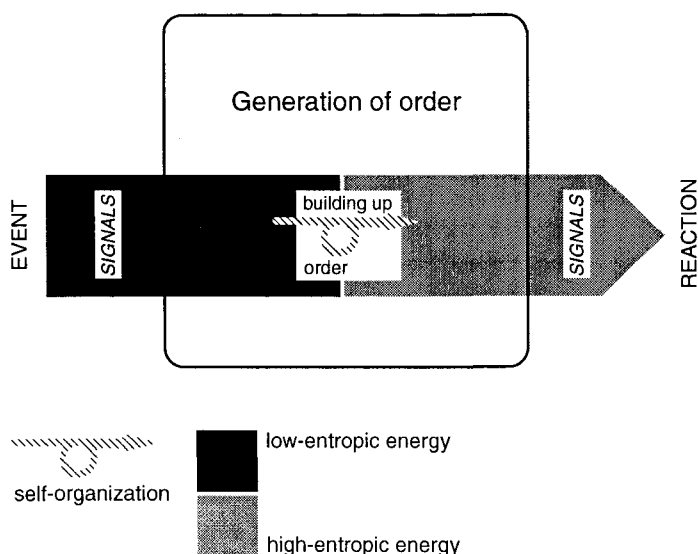 Generation of order
EVENT
SIGNALS
building up
order
SIGNALS
REACTION
self-organization
low-entropic energy
high-entropic energy